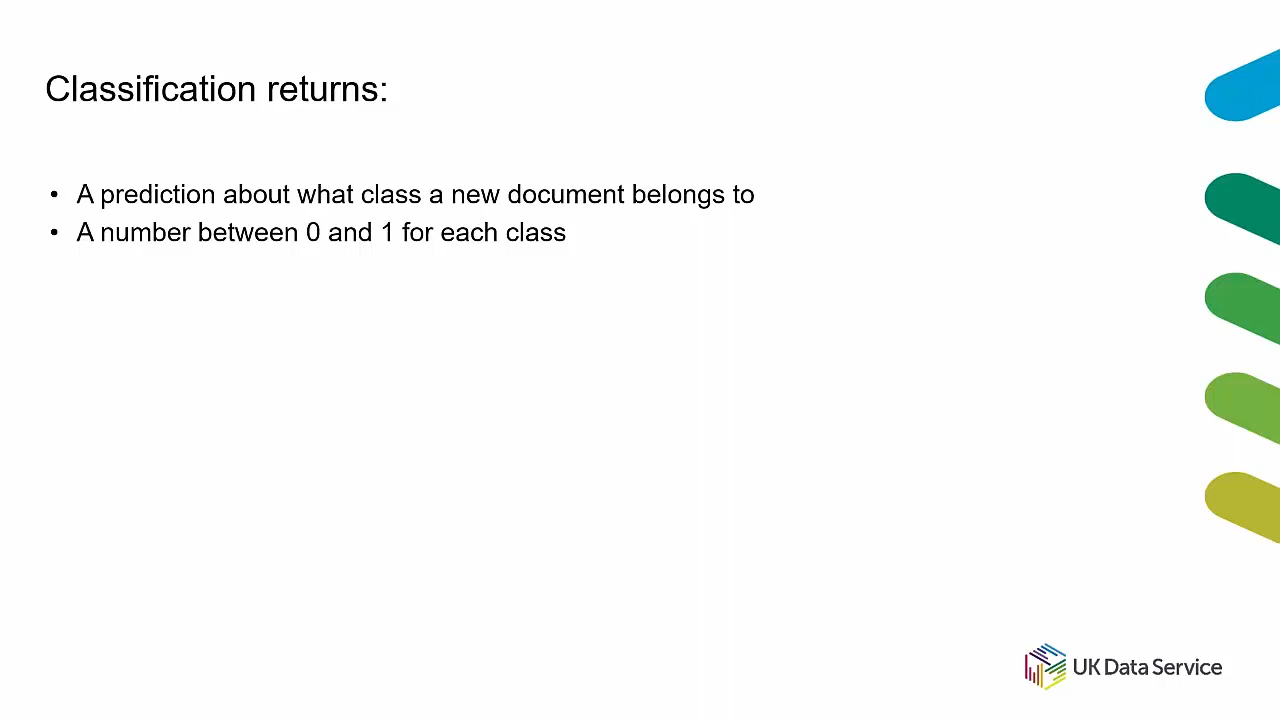 Classification returns:
• A prediction about what class a new document belongs to
• A number between 0 and 1 for each class
UK Data Service